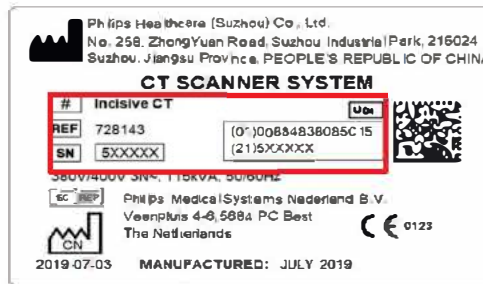 Philips Healthcare (Suzhou) Co., Ltd.
No. 258, ZhongYuan Road, Suzhou Industrial Park, 215024
Suzhou, Jiangsu Province, PEOPLE'S REPUBLIC OF CHINA
CT SCANNER SYSTEM
# Incisive CT UDI
REF 728143 (01)00884838085015
SN 5XXXXX (21)5XXXXX
380V/400V 3N~, 115kVA, 50/60Hz
EC REP Philips Medical Systems Nederland B.V.
Veenpluis 4-6, 5684 PC Best
The Netherlands
CE 0123
CN
2019-07-03 MANUFACTURED: JULY 2019